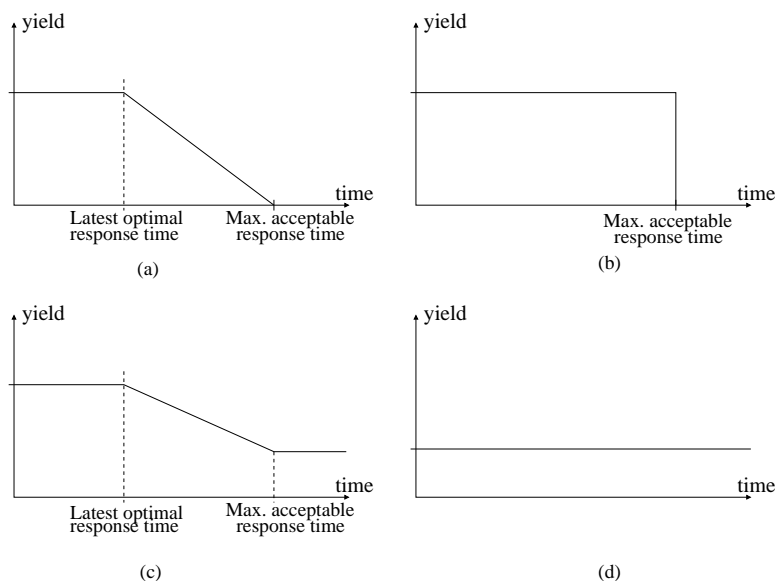 yield
time
Latest optimal
response time
Max. acceptable
response time
(a)
yield
time
Max. acceptable
response time
(b)
yield
time
Latest optimal
response time
Max. acceptable
response time
(c)
yield
time
(d)